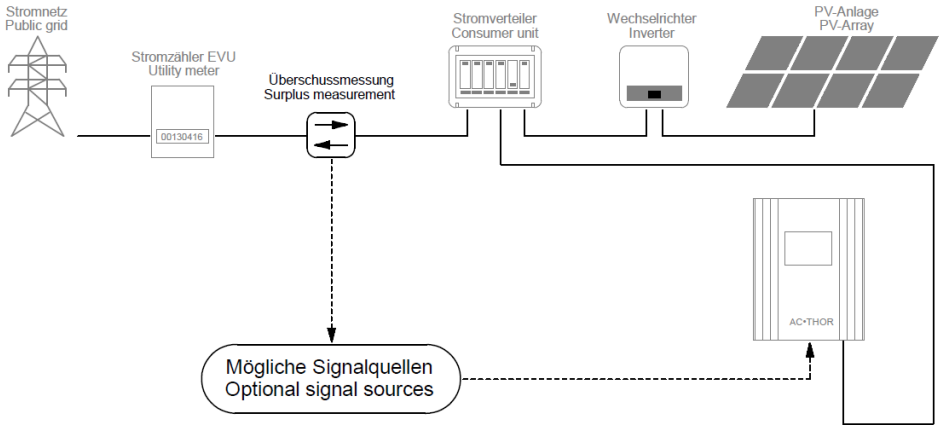 Stromnetz
Public grid
Stromzähler EVU
Utility meter
00130416
Überschussmessung
Surplus measurement
Stromverteiler
Consumer unit
Wechselrichter
Inverter
PV-Anlage
PV-Array
AC•THOR
Mögliche Signalquellen
Optional signal sources